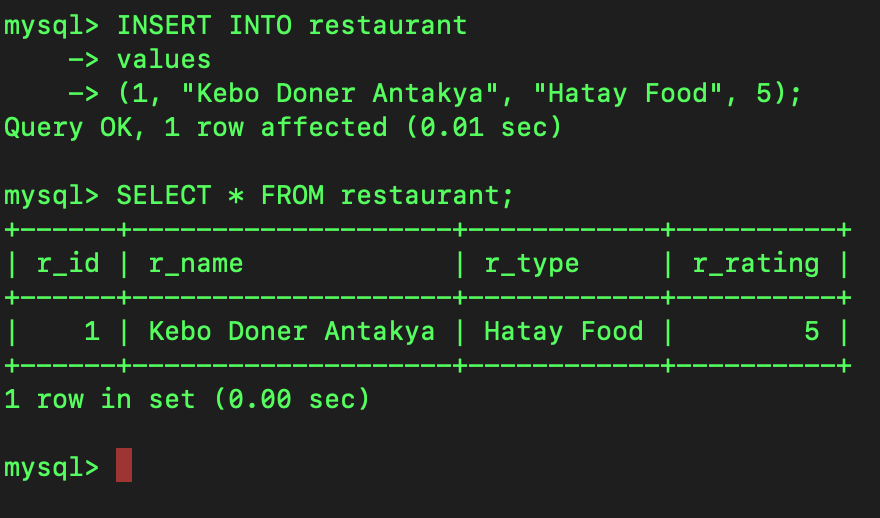 mysql> INSERT INTO restaurant
    -> values
    -> (1, "Kebo Doner Antakya", "Hatay Food", 5);
Query OK, 1 row affected (0.01 sec)
mysql> SELECT * FROM restaurant;
+------+--------------------+------------+----------+
| r_id | r_name             | r_type     | r_rating |
+------+--------------------+------------+----------+
|    1 | Kebo Doner Antakya | Hatay Food |        5 |
+------+--------------------+------------+----------+
1 row in set (0.00 sec)
mysql>